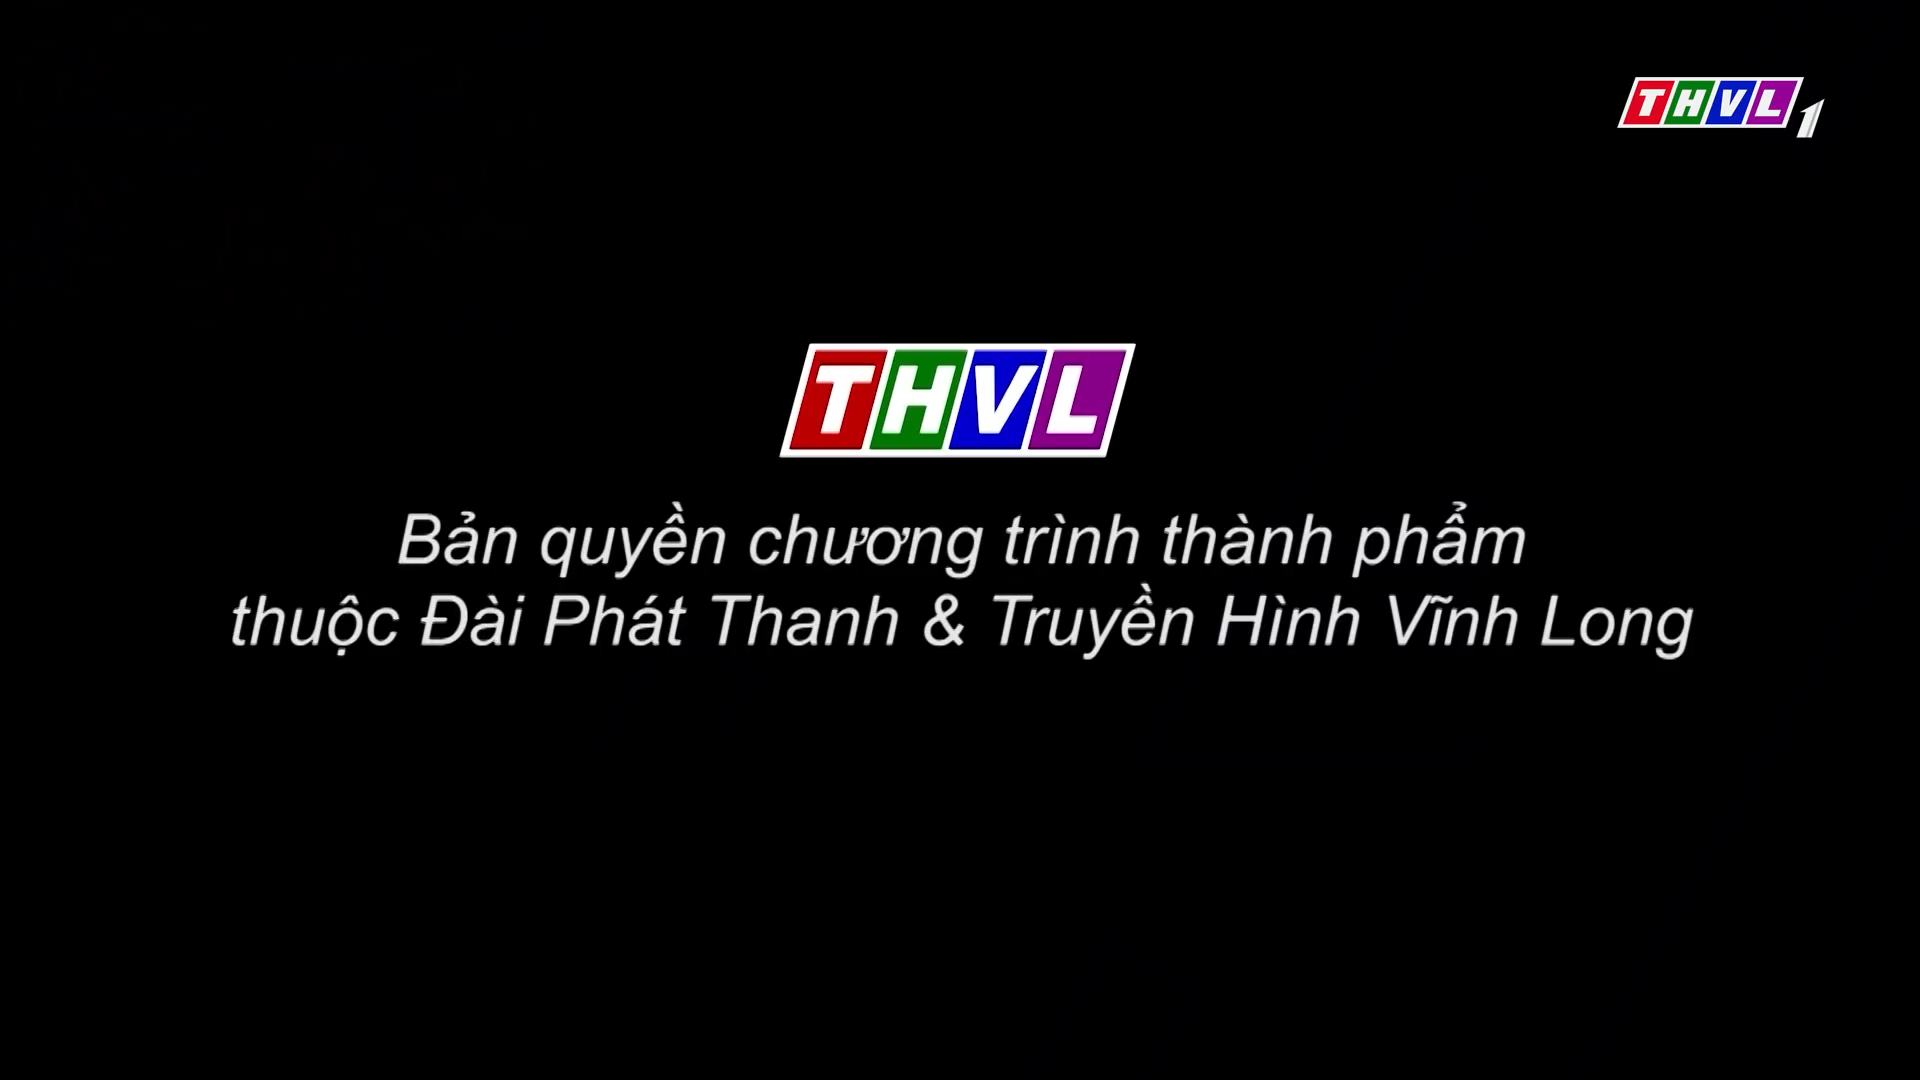 THVL1
THVL
Bản quyền chương trình thành phẩm
thuộc Đài Phát Thanh & Truyền Hình Vĩnh Long